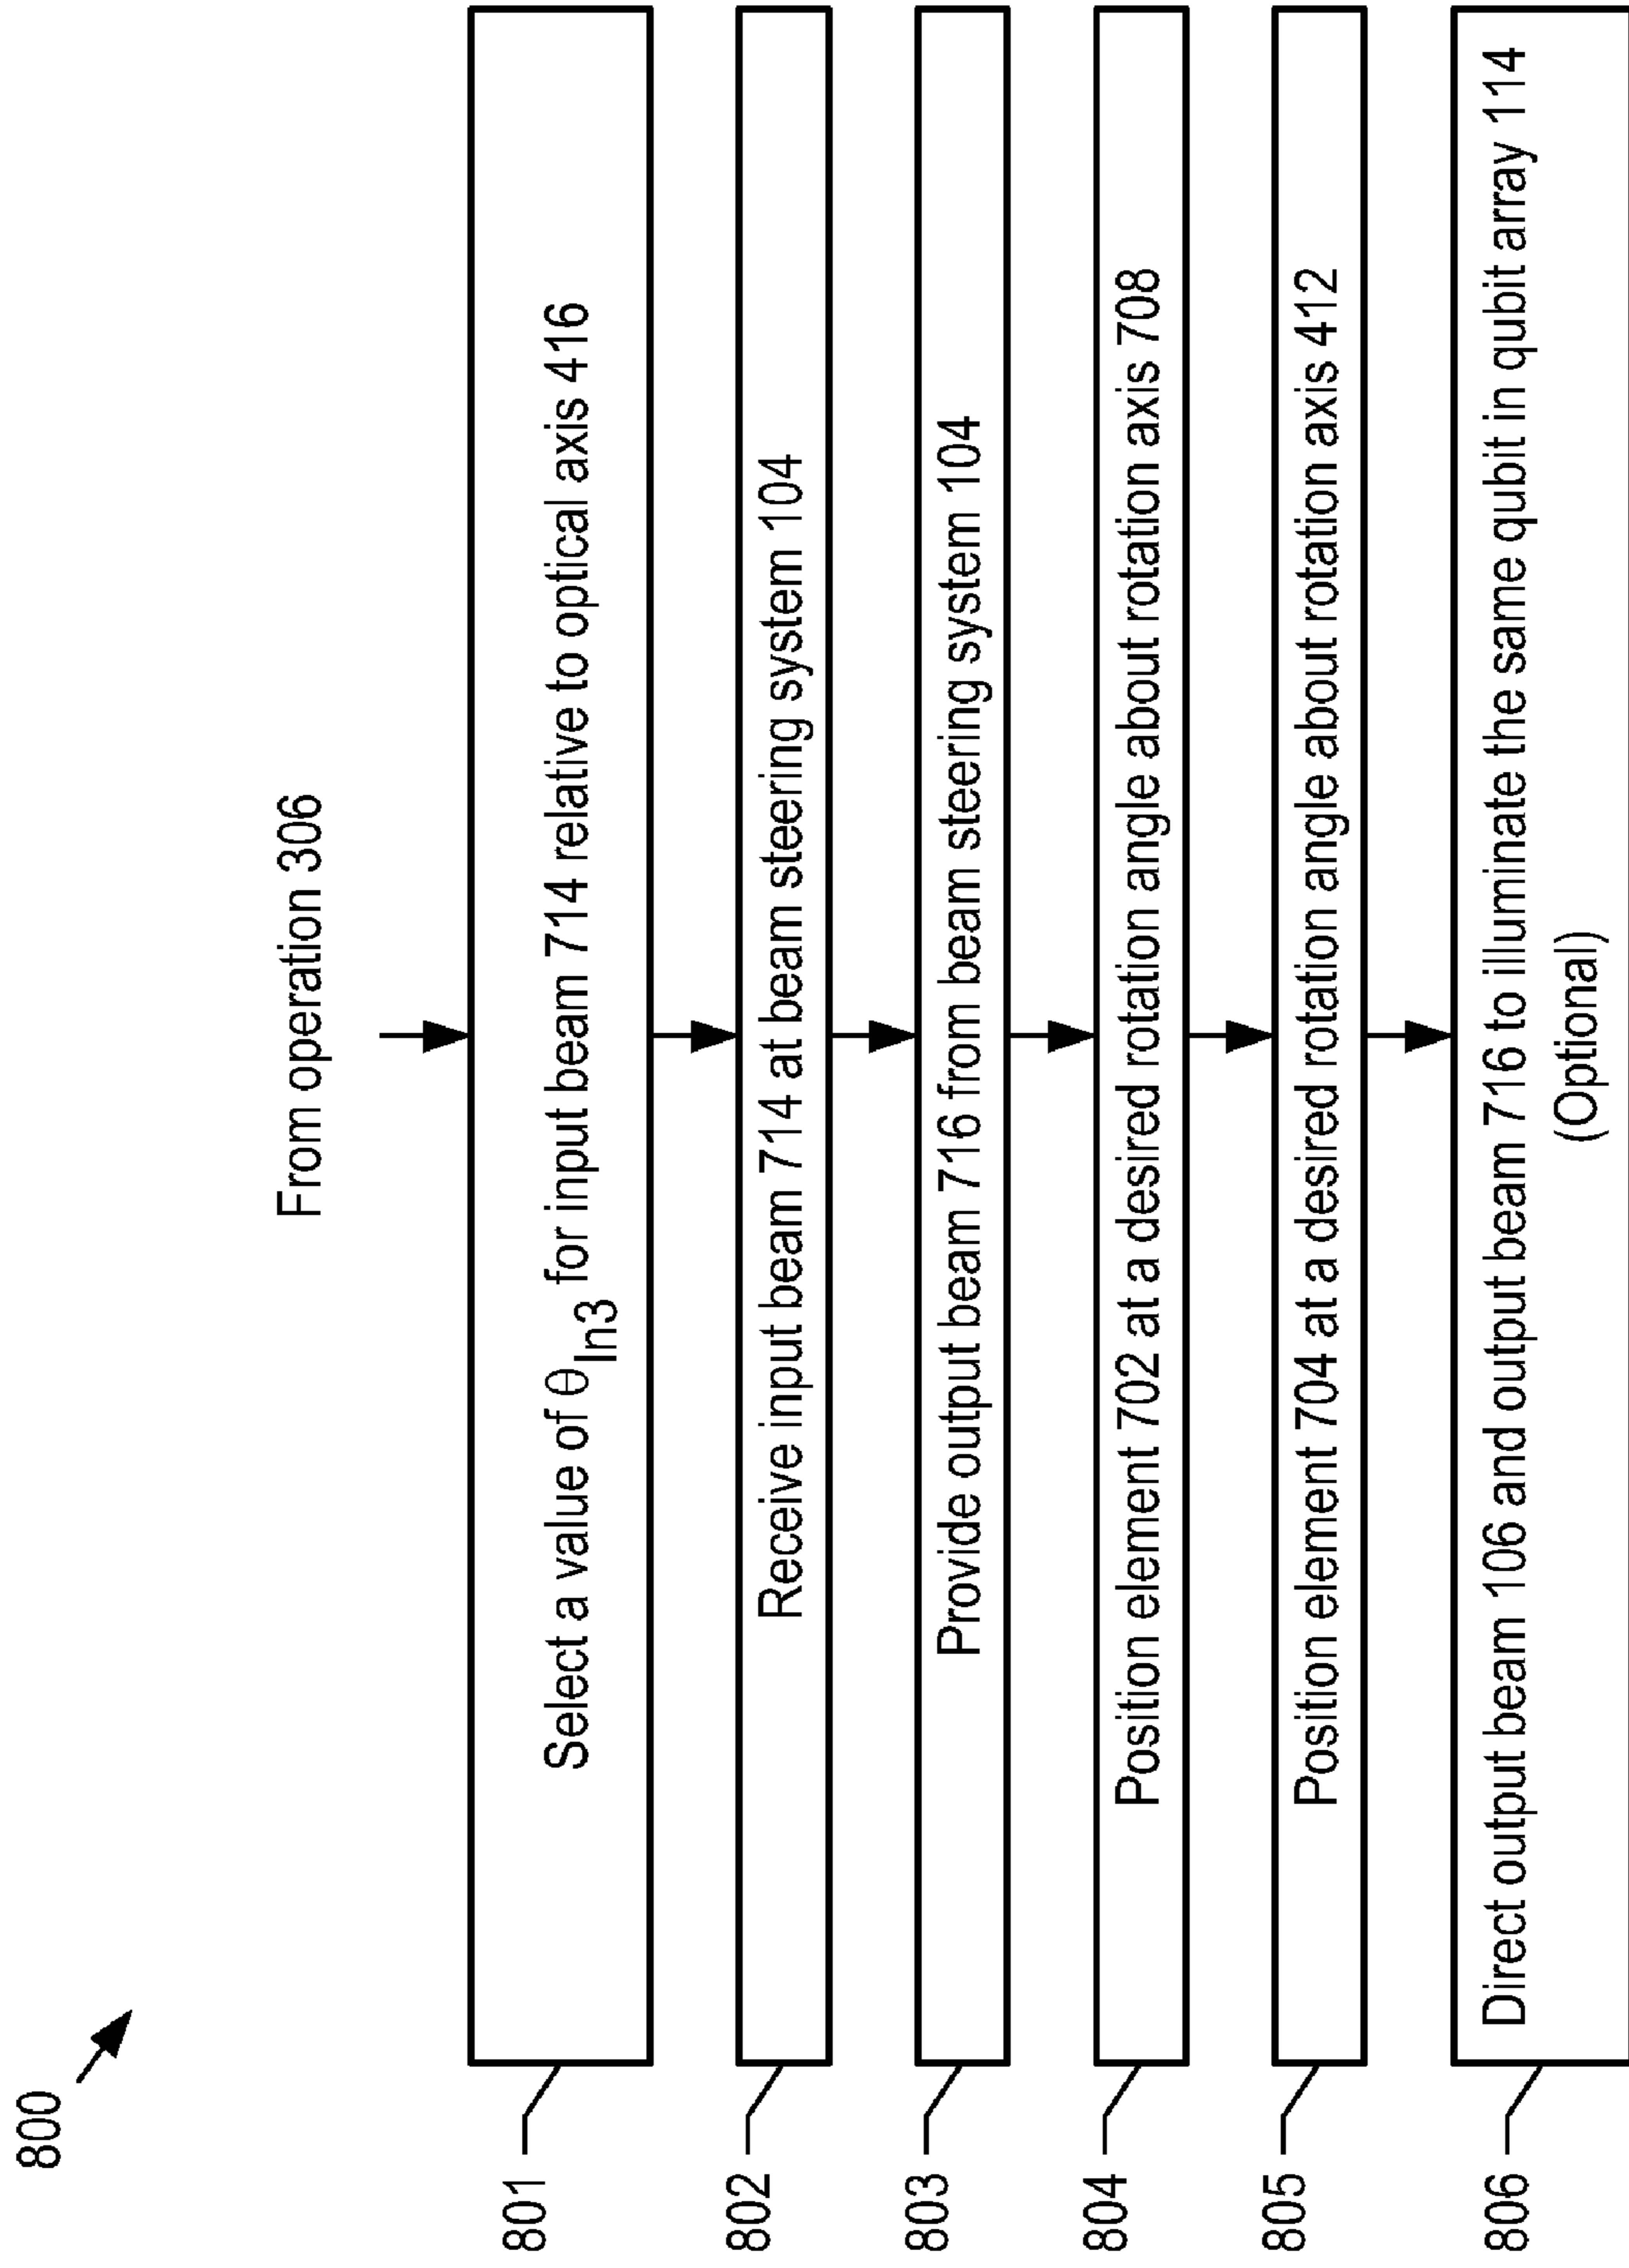 800
From operation 306
801
Select a value of θIn3 for input beam 714 relative to optical axis 416
802
Receive input beam 714 at beam steering system 104
803
Provide output beam 716 from beam steering system 104
804
Position element 702 at a desired rotation angle about rotation axis 708
805
Position element 704 at a desired rotation angle about rotation axis 412
806
Direct output beam 106 and output beam 716 to illuminate the same qubit in qubit array 114
(Optional)